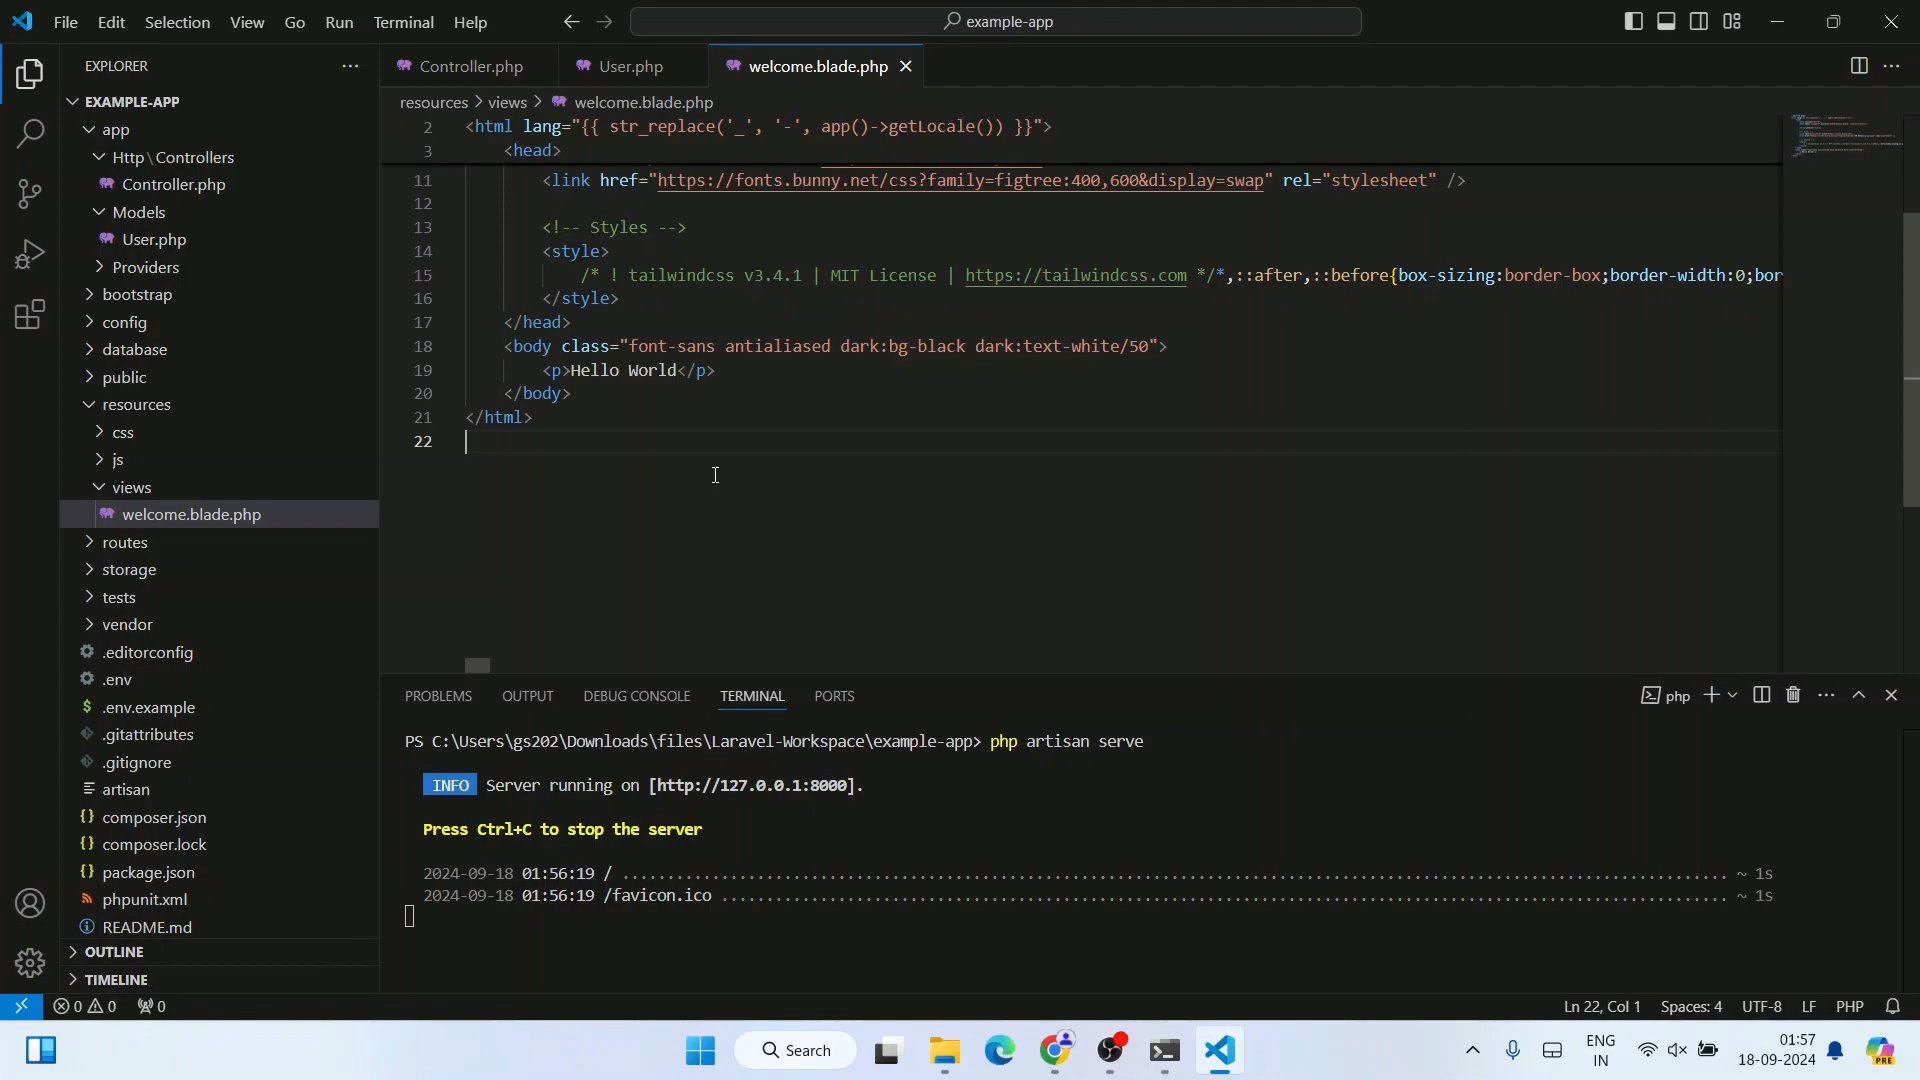 File Edit Selection View Go Run Terminal Help
example-app
EXPLORER
EXAMPLE-APP
app
Http\Controllers
Controller.php
Models
User.php
Providers
bootstrap
config
database
public
resources
css
js
views
welcome.blade.php
routes
storage
tests
vendor
.editorconfig
.env
.env.example
.gitattributes
.gitignore
artisan
composer.json
composer.lock
package.json
phpunit.xml
README.md
OUTLINE
TIMELINE
Controller.php User.php welcome.blade.php
resources > views > welcome.blade.php
2 <html lang="{{ str_replace('_', '-', app()->getLocale()) }}">
3 <head>
11 <link href="https://fonts.bunny.net/css?family=figtree:400,600&display=swap" rel="stylesheet" />
12
13 <!-- Styles -->
14 <style>
15 /* ! tailwindcss v3.4.1 | MIT License | https://tailwindcss.com */*,::after,::before{box-sizing:border-box;border-width:0;bor
16 </style>
17 </head>
18 <body class="font-sans antialiased dark:bg-black dark:text-white/50">
19 <p>Hello World</p>
20 </body>
21 </html>
22
PROBLEMS OUTPUT DEBUG CONSOLE TERMINAL PORTS
php
PS C:\Users\gs202\Downloads\files\Laravel-Workspace\example-app> php artisan serve
INFO Server running on [http://127.0.0.1:8000].
Press Ctrl+C to stop the server
2024-09-18 01:56:19 / ........................................ ~ 1s
2024-09-18 01:56:19 /favicon.ico ........................................ ~ 1s
0 0 0
Ln 22, Col 1 Spaces: 4 UTF-8 LF PHP
Search
ENG
IN
01:57
18-09-2024
PRE